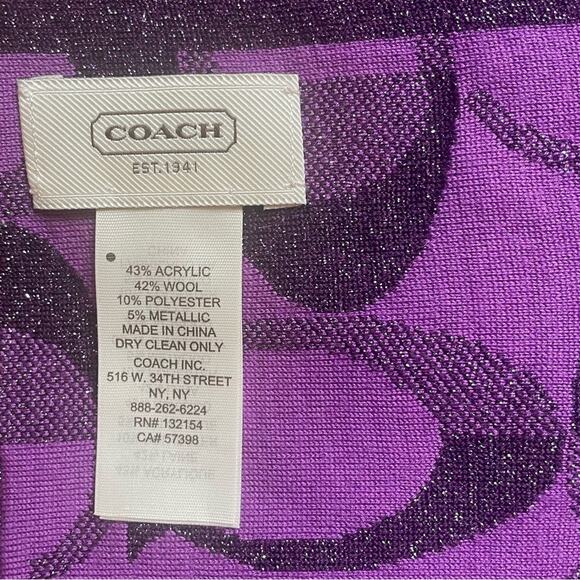 COACH
EST.1941
43% ACRYLIC
42% WOOL
10% POLYESTER
5% METALLIC
MADE IN CHINA
DRY CLEAN ONLY
COACH INC.
516 W. 34TH STREET
NY, NY
888-262-6224
RN# 132154
CA# 57398